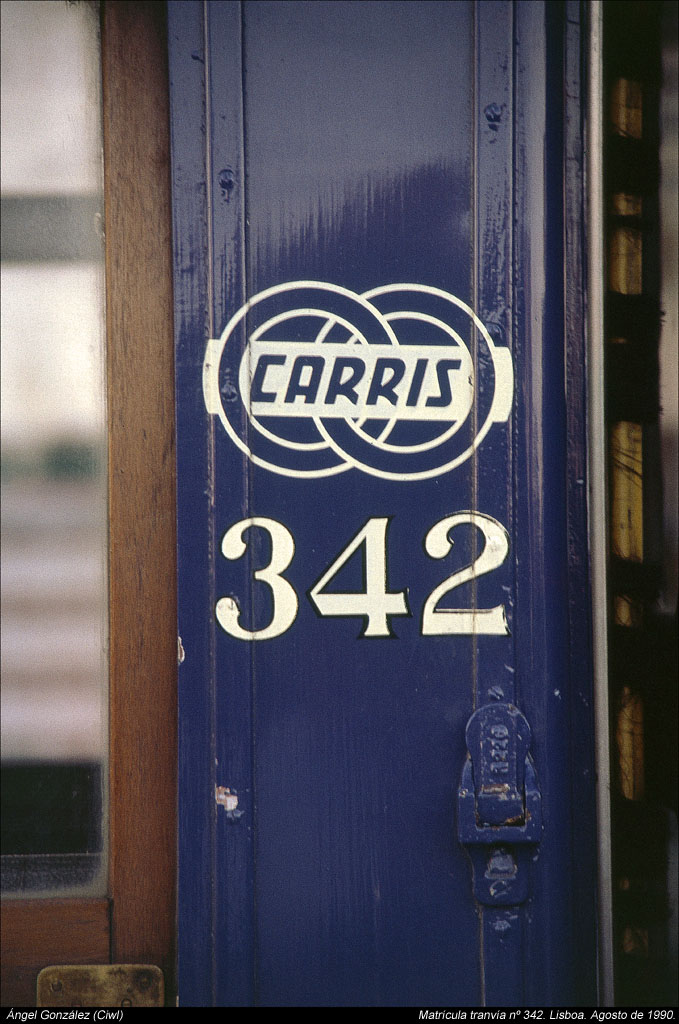 CARRIS
342
Ángel González (Ciwl)
Matrícula tranvía nº 342. Lisboa. Agosto de 1990.